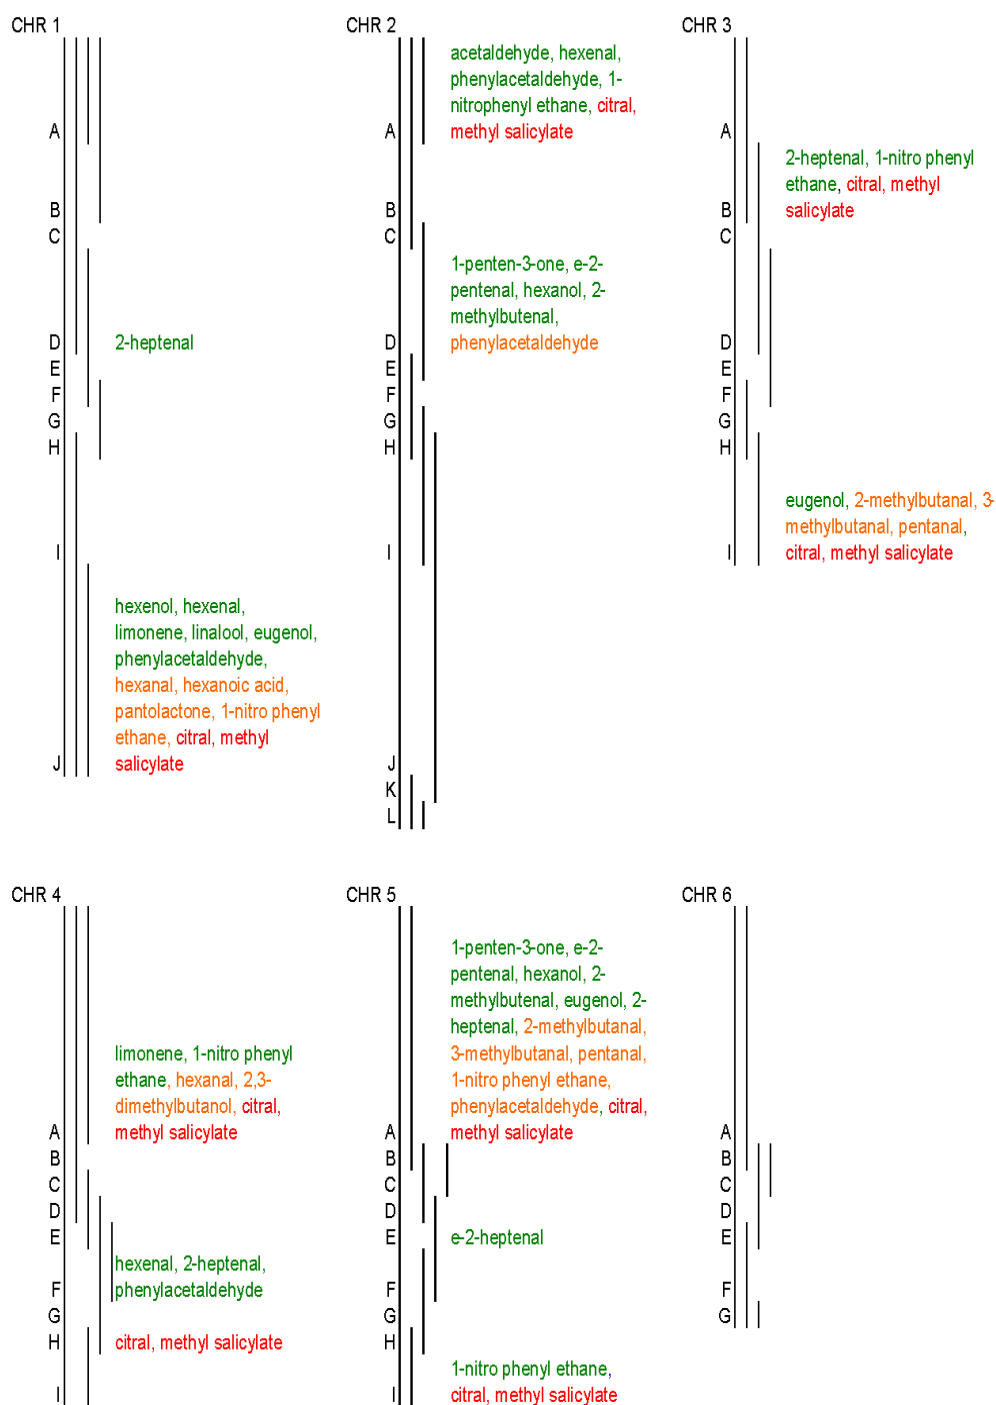 CHR 1
A
B
C
D
2-heptenal
E
F
G
H
I
hexenol, hexenal,
limonene, linalool, eugenol,
phenylacetaldehyde,
hexanal, hexanoic acid,
pantolactone, 1-nitro phenyl
ethane, citral, methyl
salicylate
J
CHR 2
acetaldehyde, hexenal,
phenylacetaldehyde, 1-
nitrophenyl ethane, citral,
methyl salicylate
A
B
C
1-penten-3-one, e-2-
pentenal, hexanol, 2-
methylbutenal,
phenylacetaldehyde
D
E
F
G
H
I
J
K
L
CHR 3
A
2-heptenal, 1-nitro phenyl
ethane, citral, methyl
salicylate
B
C
D
E
F
G
H
eugenol, 2-methylbutanal, 3-
methylbutanal, pentanal,
citral, methyl salicylate
I
CHR 4
limonene, 1-nitro phenyl
ethane, hexanal, 2,3-
dimethylbutanol, citral,
methyl salicylate
A
B
C
D
E
hexenal, 2-heptenal,
phenylacetaldehyde
F
G
H
citral, methyl salicylate
I
CHR 5
1-penten-3-one, e-2-
pentenal, hexanol, 2-
methylbutenal, eugenol, 2-
heptenal, 2-methylbutanal,
3-methylbutanal, pentanal,
1-nitro phenyl ethane,
phenylacetaldehyde, citral,
methyl salicylate
A
B
C
D
E
e-2-heptenal
F
G
H
1-nitro phenyl ethane,
citral, methyl salicylate
I
CHR 6
A
B
C
D
E
F
G